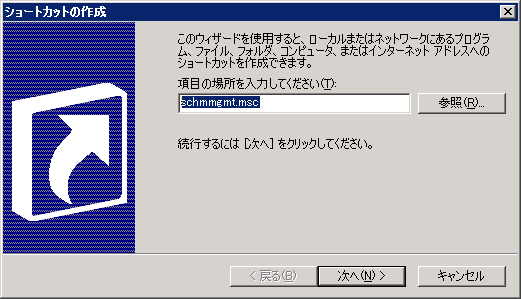 ショートカットの作成
このウィザードを使用すると、ローカルまたはネットワークにあるプログラ
ム、ファイル、フォルダ、コンピュータ、またはインターネット アドレスへの
ショートカットを作成できます。
項目の場所を入力してください(T):
schmmgmt.msc
参照(R)...
続行するには [次へ] をクリックしてください。
< 戻る(B)
次へ(N) >
キャンセル